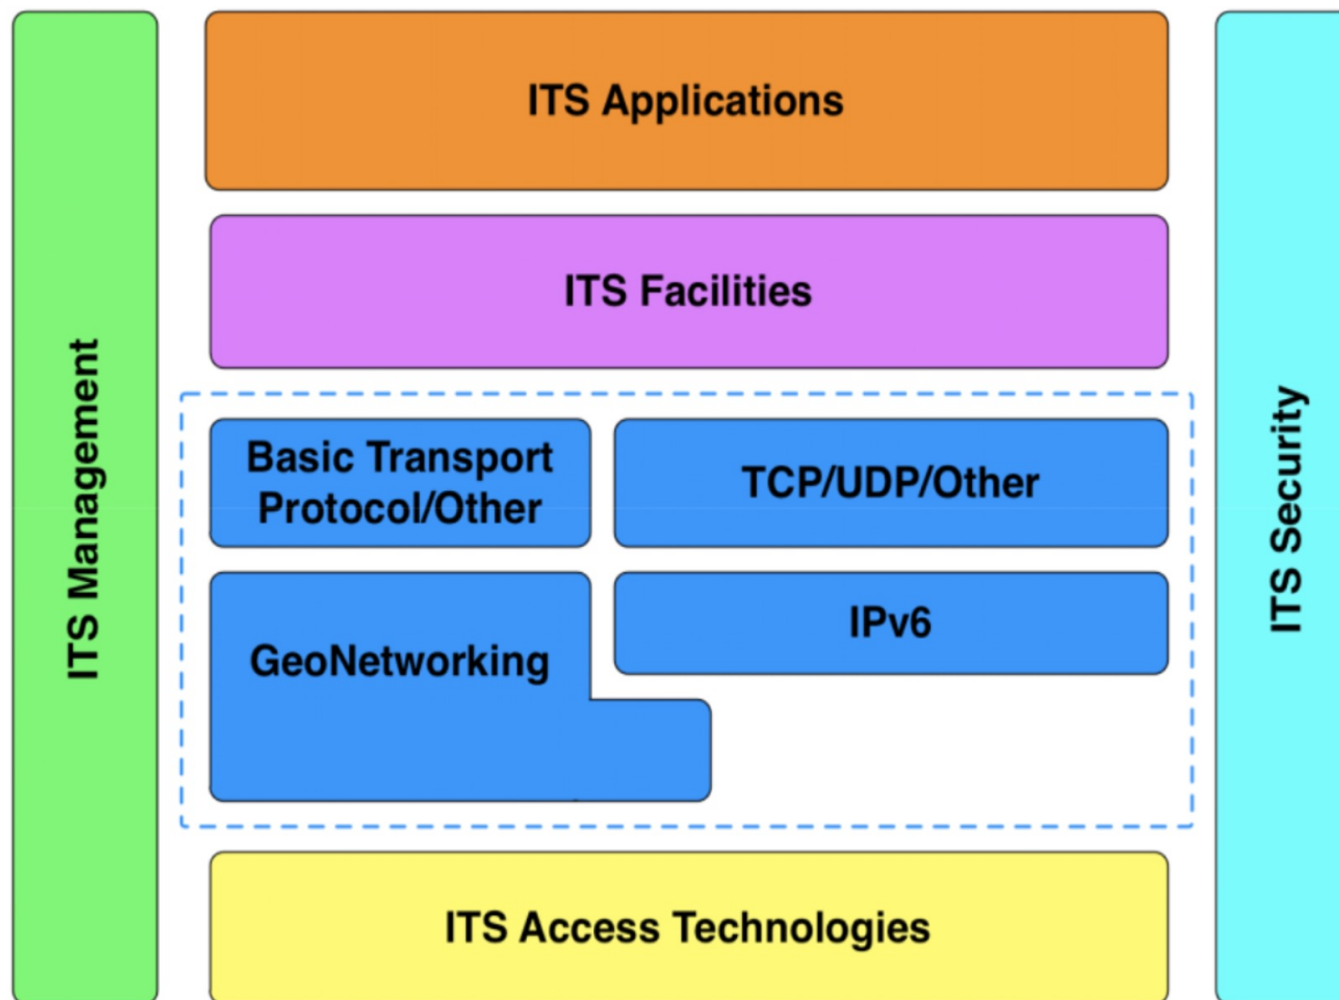 ITS Management
ITS Applications
ITS Facilities
Basic Transport
Protocol/Other
TCP/UDP/Other
GeoNetworking
IPv6
ITS Access Technologies
ITS Security